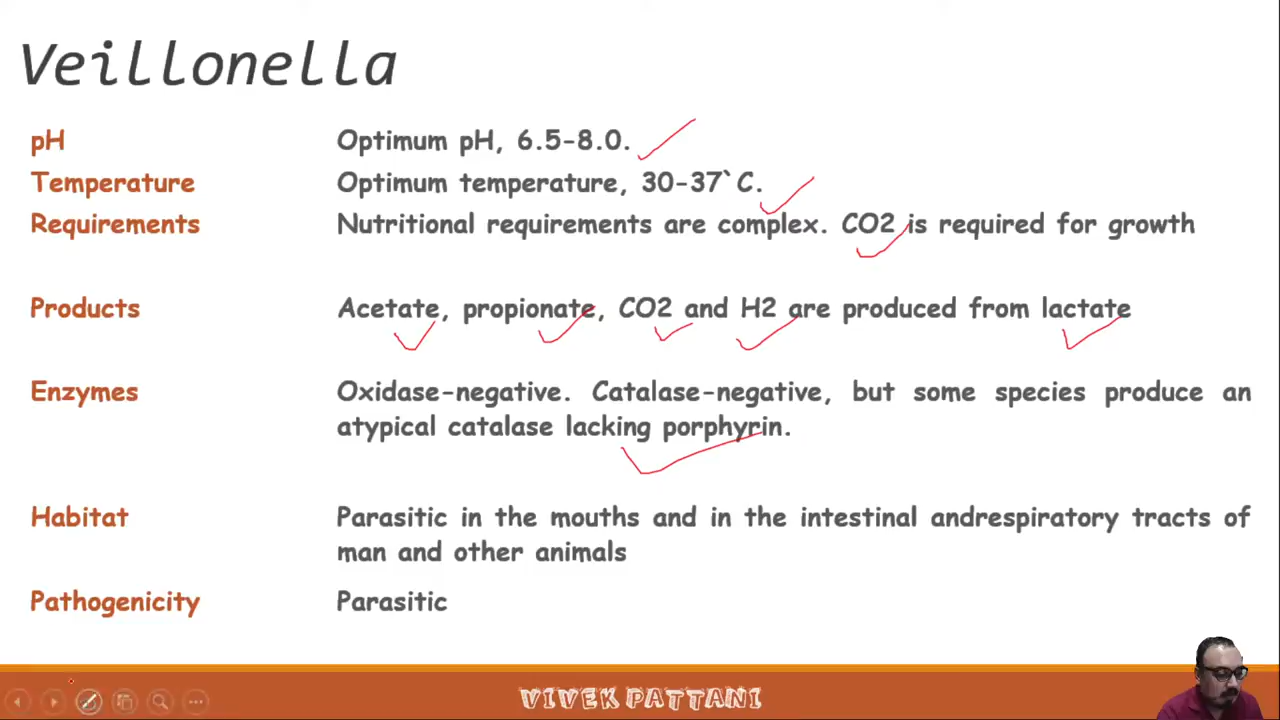 Veillonella
pH Optimum pH, 6.5-8.0.
Temperature Optimum temperature, 30-37`C.
Requirements Nutritional requirements are complex. CO2 is required for growth
Products Acetate, propionate, CO2 and H2 are produced from lactate
Enzymes Oxidase-negative. Catalase-negative, but some species produce an
atypical catalase lacking porphyrin.
Habitat Parasitic in the mouths and in the intestinal andrespiratory tracts of
man and other animals
Pathogenicity Parasitic
VIVEK PATTANI